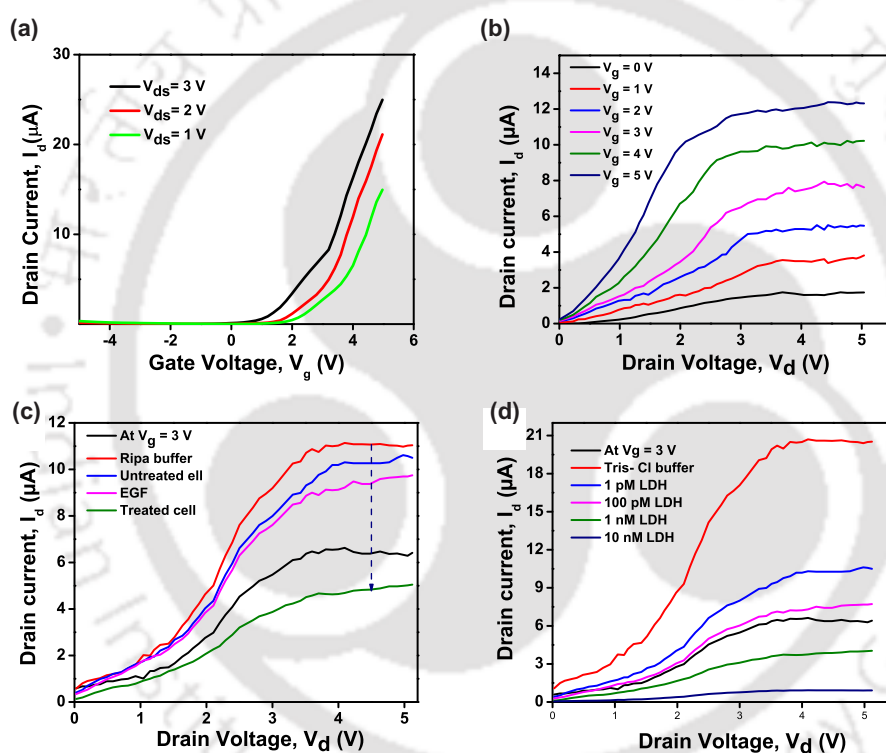 (a)
30
20
10
-4
-2
0
2
4
6
Drain Current, I_d(µA)
Gate Voltage, V_g (V)
V_ds= 3 V
V_ds= 2 V
V_ds= 1 V
(b)
14
12
10
8
6
4
2
0
0
1
2
3
4
5
Drain current, I_d (µA)
Drain Voltage, V_d (V)
V_g = 0 V
V_g = 1 V
V_g = 2 V
V_g = 3 V
V_g = 4 V
V_g = 5 V
(c)
12
10
8
6
4
2
0
0
1
2
3
4
5
Drain current, I_d (µA)
Drain Voltage, V_d (V)
At V_g = 3 V
Ripa buffer
Untreated ell
EGF
Treated cell
(d)
21
18
15
12
9
6
3
0
0
1
2
3
4
5
Drain current, I_d (µA)
Drain Voltage, V_d (V)
At Vg = 3 V
Tris- Cl buffer
1 pM LDH
100 pM LDH
1 nM LDH
10 nM LDH